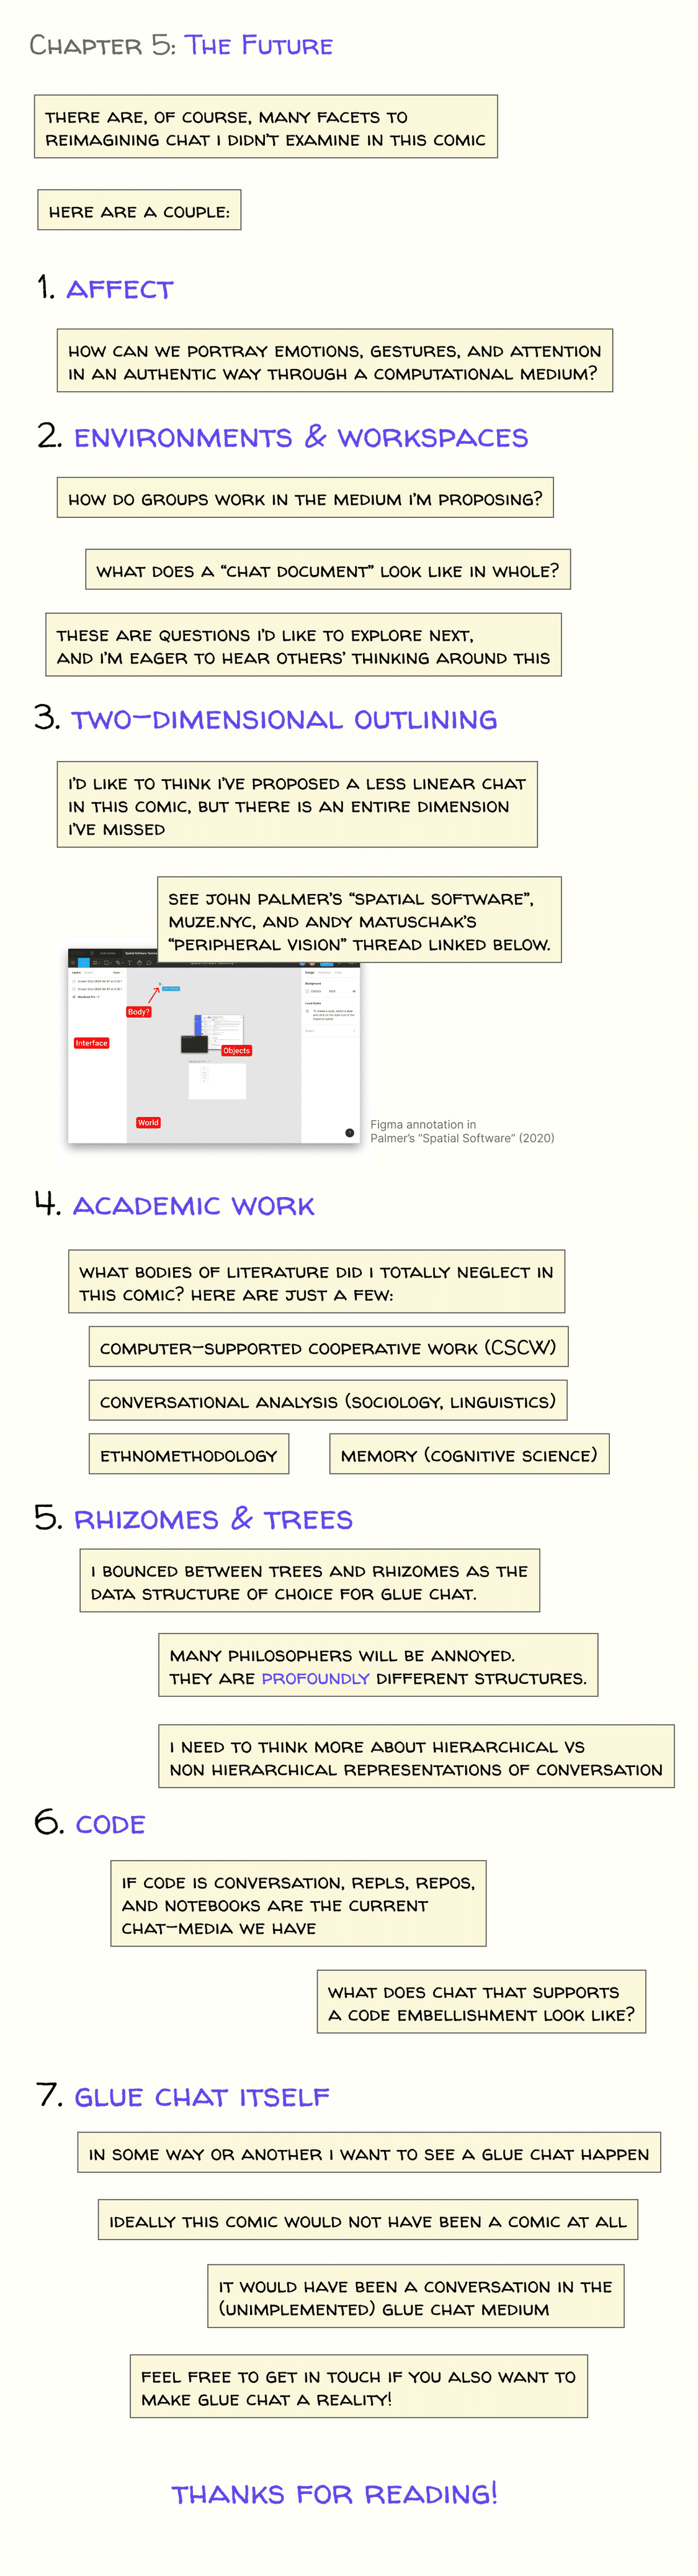 Chapter 5: The Future
THERE ARE, OF COURSE, MANY FACETS TO
REIMAGINING CHAT I DIDN'T EXAMINE IN THIS COMIC
HERE ARE A COUPLE:
1. AFFECT
HOW CAN WE PORTRAY EMOTIONS, GESTURES, AND ATTENTION
IN AN AUTHENTIC WAY THROUGH A COMPUTATIONAL MEDIUM?
2. ENVIRONMENTS & WORKSPACES
HOW DO GROUPS WORK IN THE MEDIUM I'M PROPOSING?
WHAT DOES A "CHAT DOCUMENT" LOOK LIKE IN WHOLE?
THESE ARE QUESTIONS I'D LIKE TO EXPLORE NEXT,
AND I'M EAGER TO HEAR OTHERS' THINKING AROUND THIS
3. TWO-DIMENSIONAL OUTLINING
I'D LIKE TO THINK I'VE PROPOSED A LESS LINEAR CHAT
IN THIS COMIC, BUT THERE IS AN ENTIRE DIMENSION
I'VE MISSED
SEE JOHN PALMER'S "SPATIAL SOFTWARE",
MUZE.NYC, AND ANDY MATUSCHAK'S
"PERIPHERAL VISION" THREAD LINKED BELOW.
Body?
Interface
Objects
World
Figma annotation in
Palmer's "Spatial Software" (2020)
4. ACADEMIC WORK
WHAT BODIES OF LITERATURE DID I TOTALLY NEGLECT IN
THIS COMIC? HERE ARE JUST A FEW:
COMPUTER-SUPPORTED COOPERATIVE WORK (CSCW)
CONVERSATIONAL ANALYSIS (SOCIOLOGY, LINGUISTICS)
ETHNOMETHODOLOGY
MEMORY (COGNITIVE SCIENCE)
5. RHIZOMES & TREES
I BOUNCED BETWEEN TREES AND RHIZOMES AS THE
DATA STRUCTURE OF CHOICE FOR GLUE CHAT.
MANY PHILOSOPHERS WILL BE ANNOYED.
THEY ARE PROFOUNDLY DIFFERENT STRUCTURES.
I NEED TO THINK MORE ABOUT HIERARCHICAL VS
NON HIERARCHICAL REPRESENTATIONS OF CONVERSATION
6. CODE
IF CODE IS CONVERSATION, REPLS, REPOS,
AND NOTEBOOKS ARE THE CURRENT
CHAT-MEDIA WE HAVE
WHAT DOES CHAT THAT SUPPORTS
A CODE EMBELLISHMENT LOOK LIKE?
7. GLUE CHAT ITSELF
IN SOME WAY OR ANOTHER I WANT TO SEE A GLUE CHAT HAPPEN
IDEALLY THIS COMIC WOULD NOT HAVE BEEN A COMIC AT ALL
IT WOULD HAVE BEEN A CONVERSATION IN THE
(UNIMPLEMENTED) GLUE CHAT MEDIUM
FEEL FREE TO GET IN TOUCH IF YOU ALSO WANT TO
MAKE GLUE CHAT A REALITY!
THANKS FOR READING!